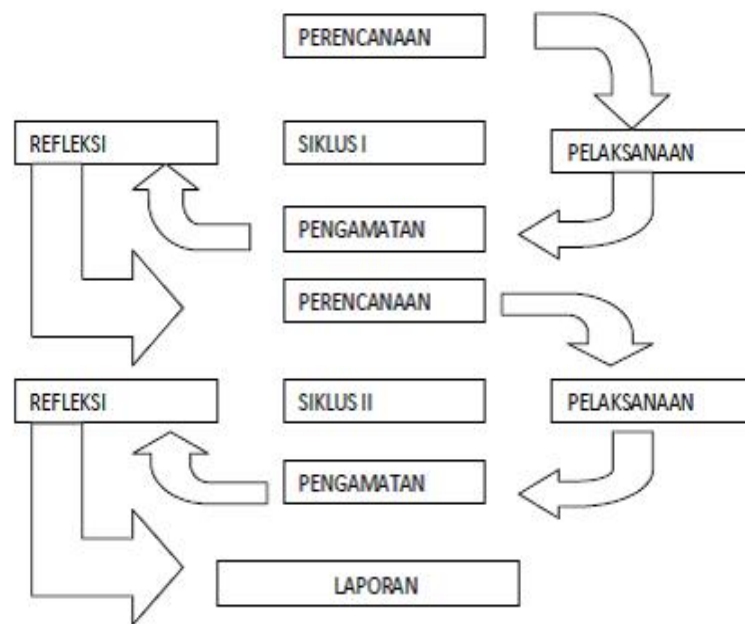 PERENCANAAN
REFLEKSI
SIKLUS I
PELAKSANAAN
PENGAMATAN
PERENCANAAN
REFLEKSI
SIKLUS II
PELAKSANAAN
PENGAMATAN
LAPORAN